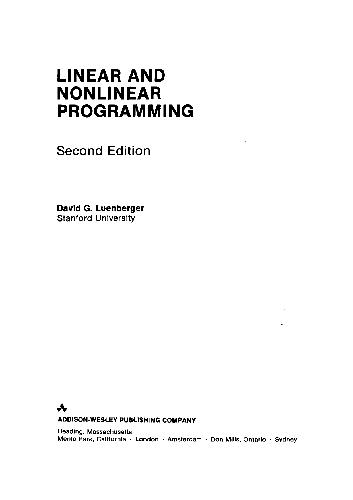 LINEAR AND
NONLINEAR
PROGRAMMING
Second Edition
David G. Luenberger
Stanford University
ADDISON-WESLEY PUBLISHING COMPANY
Reading, Massachusetts
Menlo Park, California · London · Amsterdam · Don Mills, Ontario · Sydney